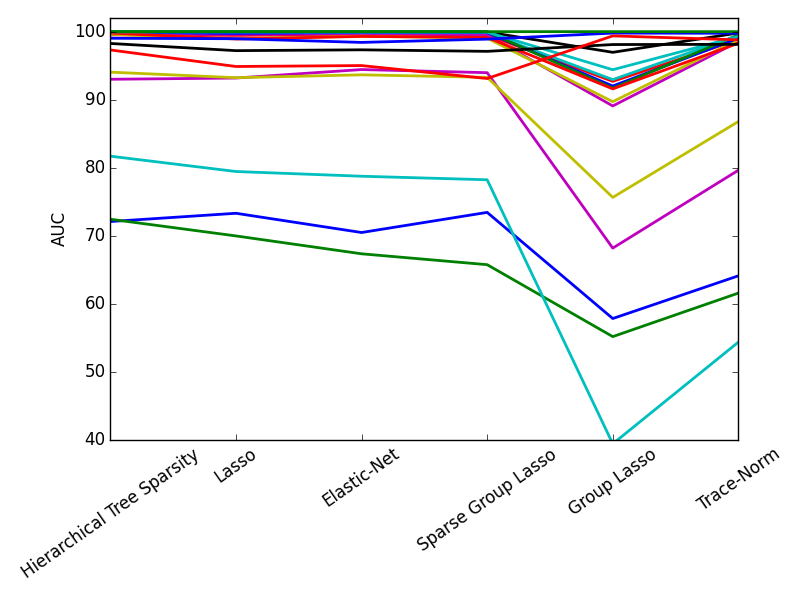 100
90
80
70
60
50
40
AUC
Hierarchical Tree Sparsity
Lasso
Elastic-Net
Sparse Group Lasso
Group Lasso
Trace-Norm